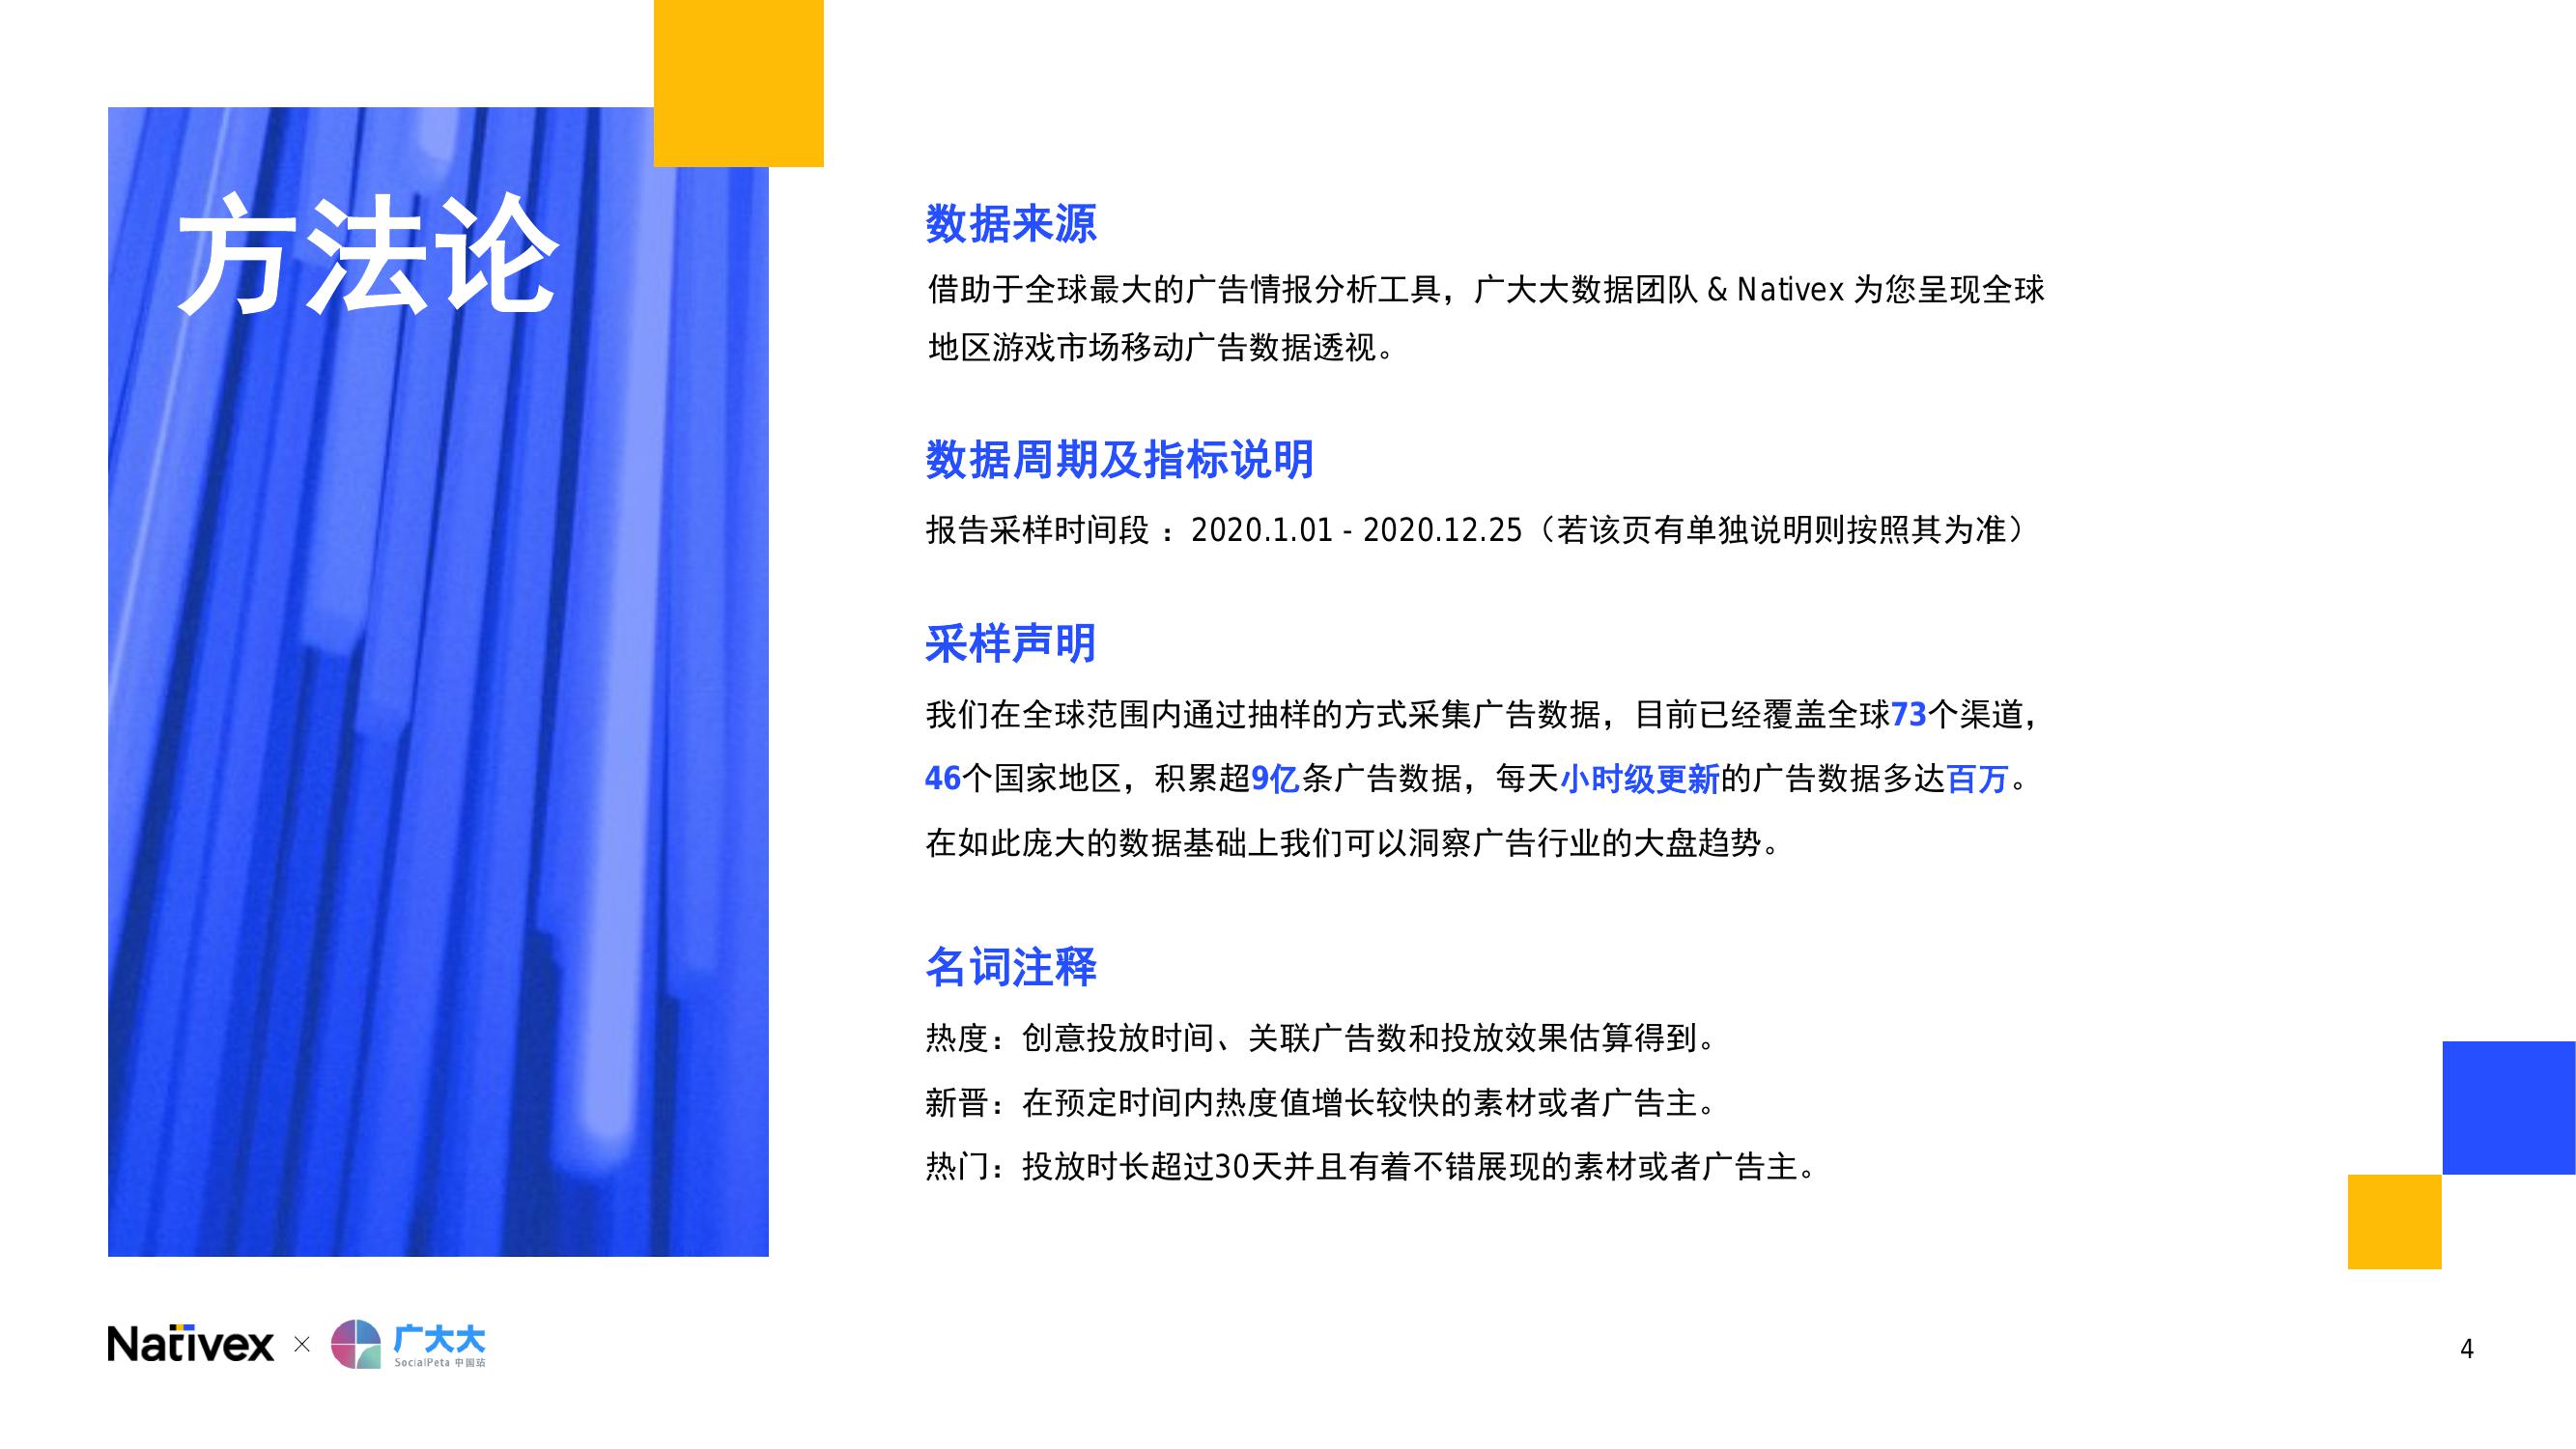 方法论
数据来源
借助于全球最大的广告情报分析工具，广大大数据团队 & Nativex 为您呈现全球
地区游戏市场移动广告数据透视。
数据周期及指标说明
报告采样时间段 ：2020.1.01 - 2020.12.25（若该页有单独说明则按照其为准）
采样声明
我们在全球范围内通过抽样的方式采集广告数据，目前已经覆盖全球73个渠道，
46个国家地区，积累超9亿条广告数据，每天小时级更新的广告数据多达百万。
在如此庞大的数据基础上我们可以洞察广告行业的大盘趋势。
名词注释
热度：创意投放时间、关联广告数和投放效果估算得到。
新晋：在预定时间内热度值增长较快的素材或者广告主。
热门：投放时长超过30天并且有着不错展现的素材或者广告主。
Nativex × 广大大
SocialPeta 中国站
4